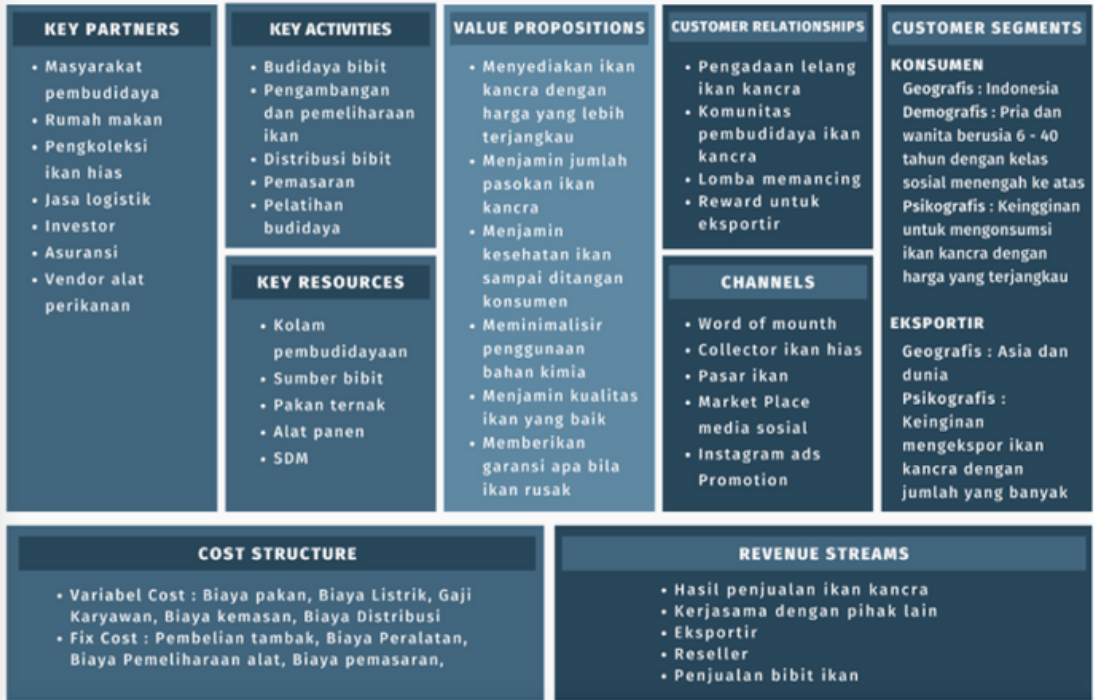 KEY PARTNERS
• Masyarakat
pembudidaya
• Rumah makan
• Pengkoleksi
ikan hias
• Jasa logistik
• Investor
• Asuransi
• Vendor alat
perikanan
KEY ACTIVITIES
• Budidaya bibit
• Pengambangan
dan pemeliharaan
ikan
• Distribusi bibit
• Pemasaran
• Pelatihan
budidaya
KEY RESOURCES
• Kolam
pembudidayaan
• Sumber bibit
• Pakan ternak
• Alat panen
• SDM
VALUE PROPOSITIONS
• Menyediakan ikan
kancra dengan
harga yang lebih
terjangkau
• Menjamin jumlah
pasokan ikan
kancra
• Menjamin
kesehatan ikan
sampai ditangan
konsumen
• Meminimalisir
penggunaan
bahan kimia
• Menjamin kualitas
ikan yang baik
• Memberikan
garansi apa bila
ikan rusak
CUSTOMER RELATIONSHIPS
• Pengadaan lelang
ikan kancra
• Komunitas
pembudidaya ikan
kancra
• Lomba memancing
• Reward untuk
eksportir
CHANNELS
• Word of mounth
• Collector ikan hias
• Pasar ikan
• Market Place
media sosial
• Instagram ads
Promotion
CUSTOMER SEGMENTS
KONSUMEN
Geografis : Indonesia
Demografis : Pria dan
wanita berusia 6 - 40
tahun dengan kelas
sosial menengah ke atas
Psikografis : Keingginan
untuk mengonsumsi
ikan kancra dengan
harga yang terjangkau
EKSPORTIR
Geografis : Asia dan
dunia
Psikografis :
Keinginan
mengekspor ikan
kancra dengan
jumlah yang banyak
COST STRUCTURE
• Variabel Cost : Biaya pakan, Biaya Listrik, Gaji
Karyawan, Biaya kemasan, Biaya Distribusi
• Fix Cost : Pembelian tambak, Biaya Peralatan,
Biaya Pemeliharaan alat, Biaya pemasaran,
REVENUE STREAMS
• Hasil penjualan ikan kancra
• Kerjasama dengan pihak lain
• Eksportir
• Reseller
• Penjualan bibit ikan